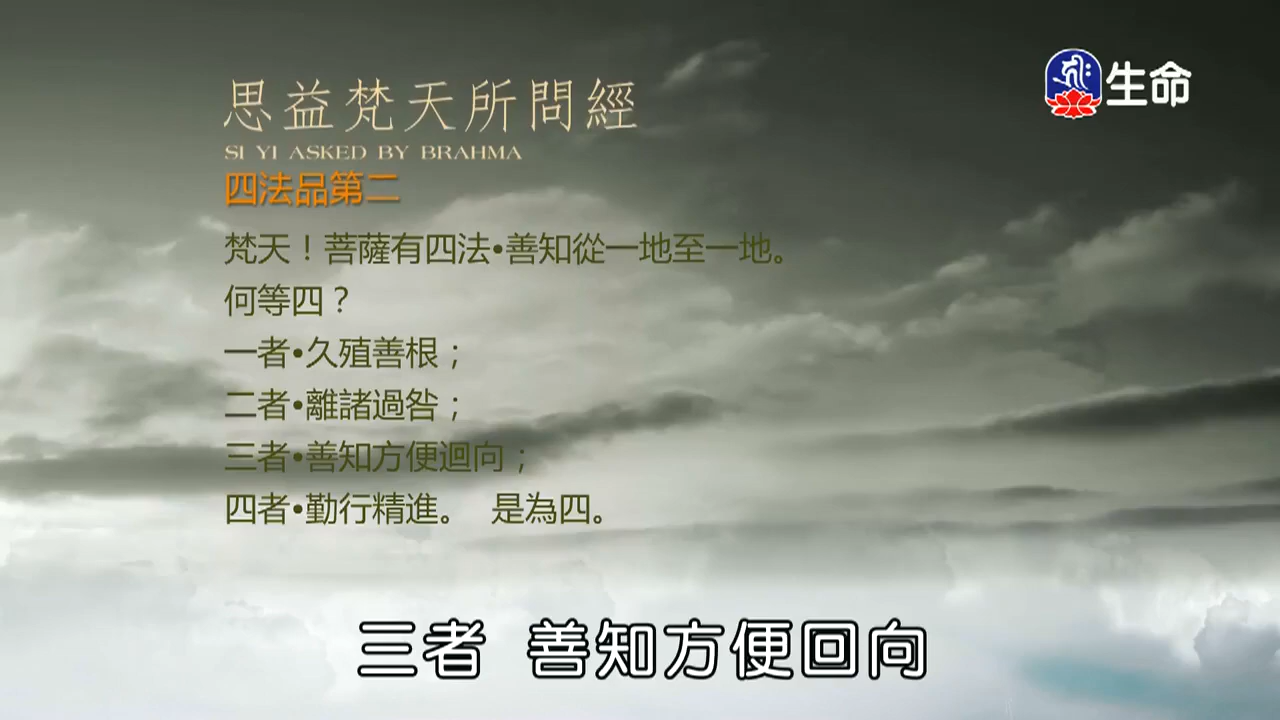 思益梵天所問經
SI YI ASKED BY BRAHMA
生命
四法品第二
梵天！菩薩有四法•善知從一地至一地。
何等四？
一者•久殖善根；
二者•離諸過咎；
三者•善知方便迴向；
四者•勤行精進。 是為四。
三者 善知方便回向